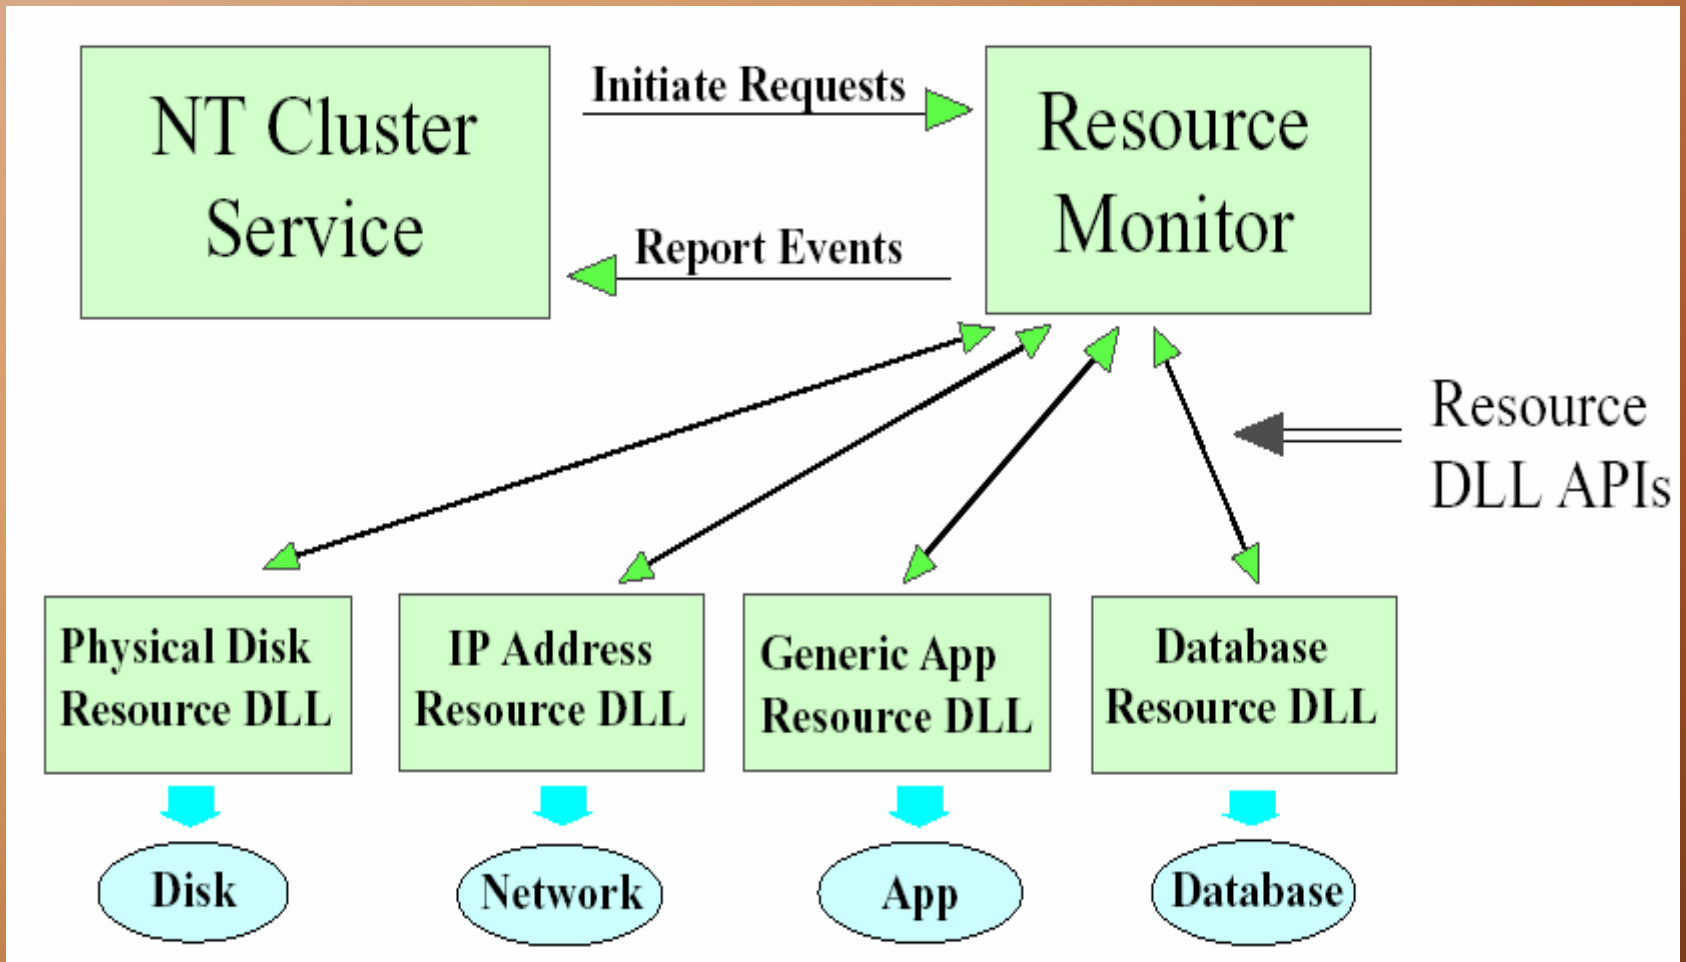 NT Cluster
Service
Initiate Requests
Report Events
Resource
Monitor
Resource
DLL APIs
Physical Disk
Resource DLL
IP Address
Resource DLL
Generic App
Resource DLL
Database
Resource DLL
Disk
Network
App
Database